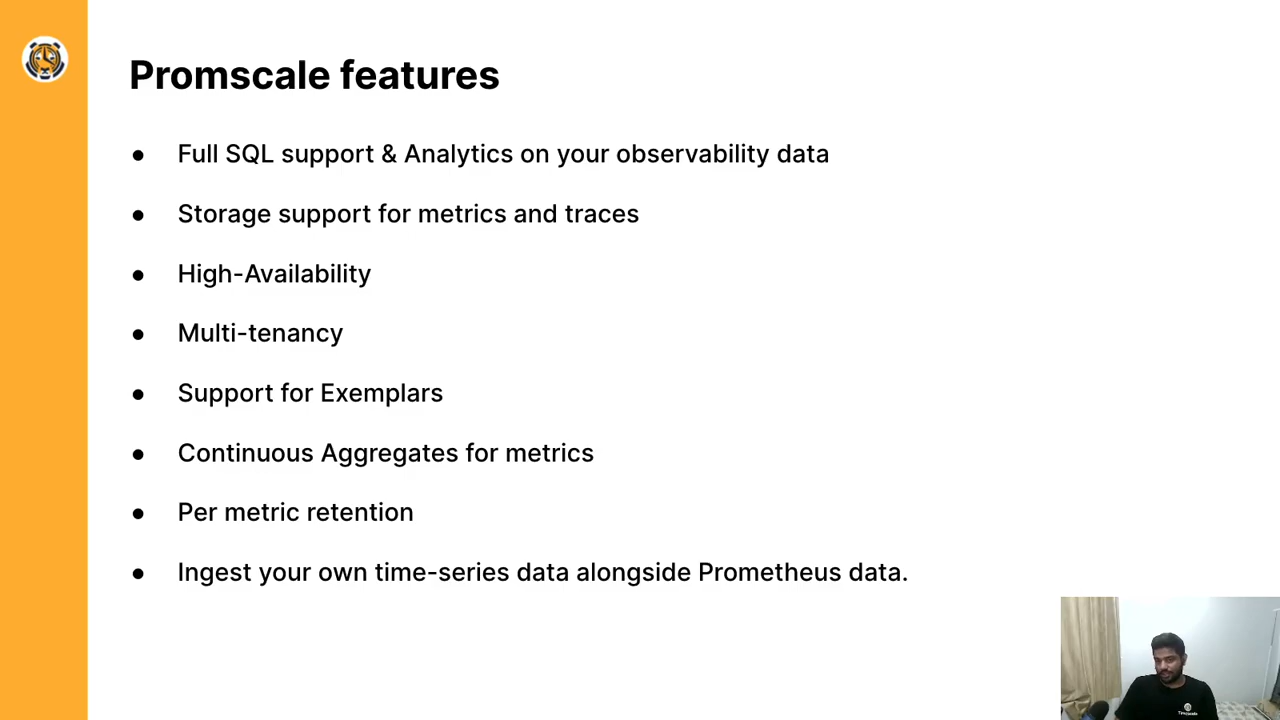 Promscale features
● Full SQL support & Analytics on your observability data
● Storage support for metrics and traces
● High-Availability
● Multi-tenancy
● Support for Exemplars
● Continuous Aggregates for metrics
● Per metric retention
● Ingest your own time-series data alongside Prometheus data.